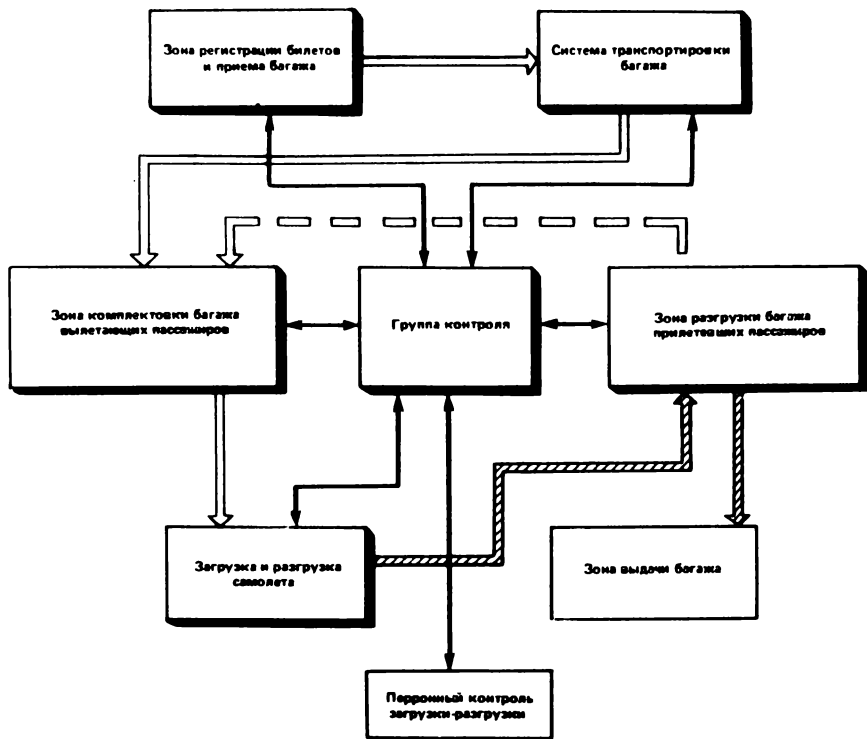 Зона регистрации билетов
и приема багажа
Система транспортировки
багажа
Зона комплектовки багажа
вылетающих пассажиров
Группа контроля
Зона разгрузки багажа
прилетевших пассажиров
Загрузка и разгрузка
самолета
Зона выдачи багажа
Перронный контроль
загрузки-разгрузки